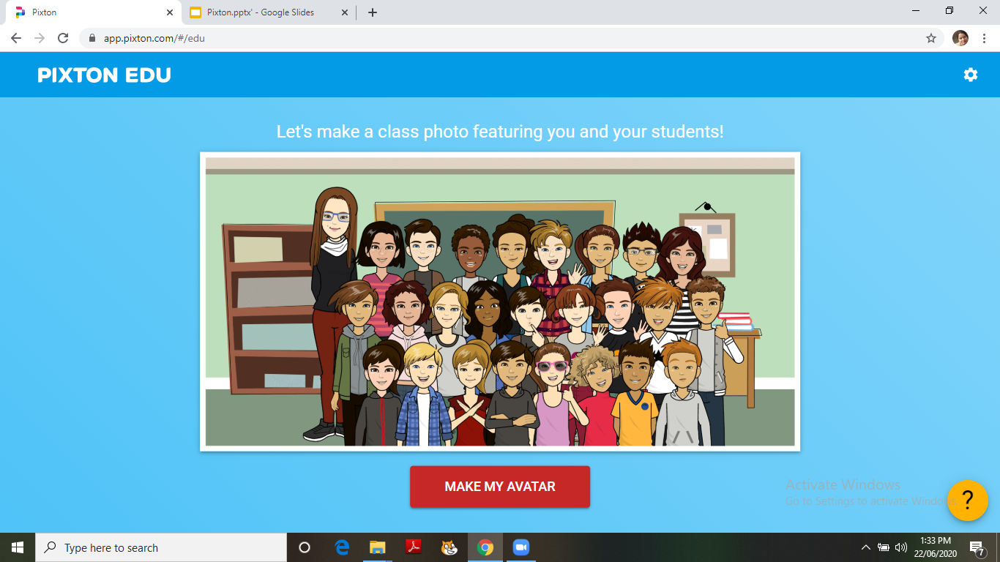 Pixton
Pixton.pptx' - Google Slides
app.pixton.com/#/edu
PIXTON EDU
Let's make a class photo featuring you and your students!
MAKE MY AVATAR
Activate Windows
Go to Settings to activate Windows.
?
Type here to search
1:33 PM
22/06/2020
7